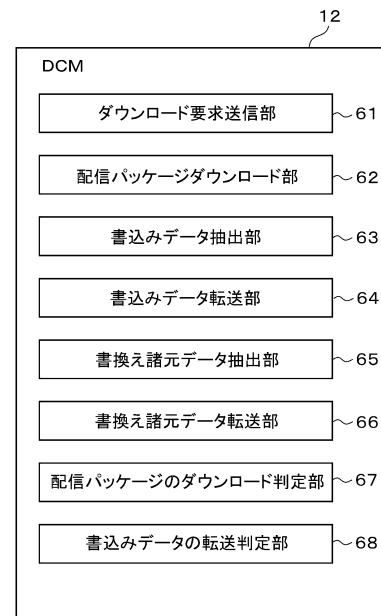 12
DCM
ダウンロード要求送信部 61
配信パッケージダウンロード部 62
書込みデータ抽出部 63
書込みデータ転送部 64
書換え諸元データ抽出部 65
書換え諸元データ転送部 66
配信パッケージのダウンロード判定部 67
書込みデータの転送判定部 68